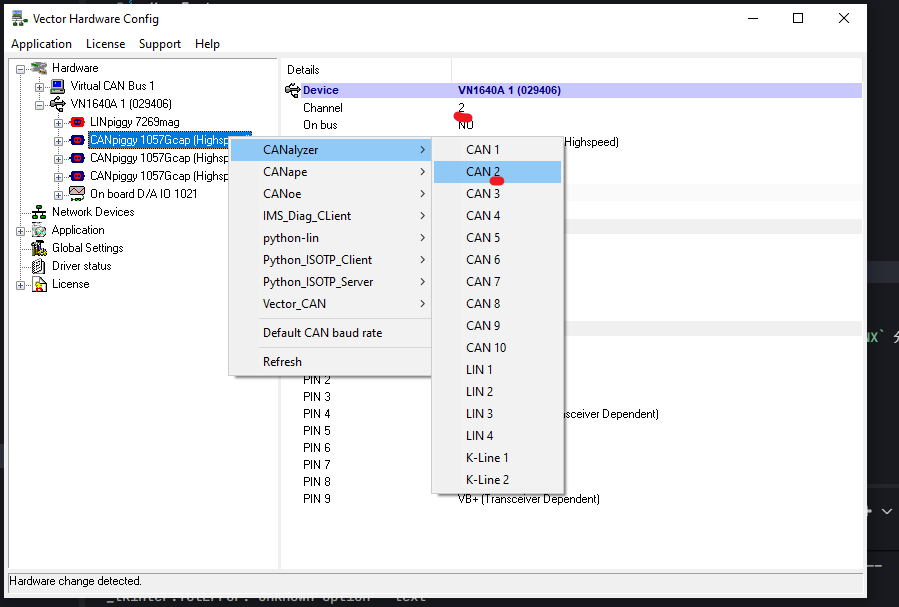 Vector Hardware Config
Application License Support Help
Hardware
Virtual CAN Bus 1
VN1640A 1 (029406)
LINpiggy 7269mag
CANpiggy 1057Gcap (Highsp
CANpiggy 1057Gcap (Highsp
CANpiggy 1057Gcap (Highsp
On board D/A IO 1021
Network Devices
Application
Global Settings
Driver status
License
Details
Device VN1640A 1 (029406)
Channel 2
On bus NO
Highspeed)
CANalyzer
CANape
CANoe
IMS_Diag_CLient
python-lin
Python_ISOTP_Client
Python_ISOTP_Server
Vector_CAN
Default CAN baud rate
Refresh
CAN 1
CAN 2
CAN 3
CAN 4
CAN 5
CAN 6
CAN 7
CAN 8
CAN 9
CAN 10
LIN 1
LIN 2
LIN 3
LIN 4
K-Line 1
K-Line 2
PIN 2
PIN 3
PIN 4 nsceiver Dependent)
PIN 5
PIN 6
PIN 7
PIN 8
PIN 9 VB+ (Transceiver Dependent)
Hardware change detected.